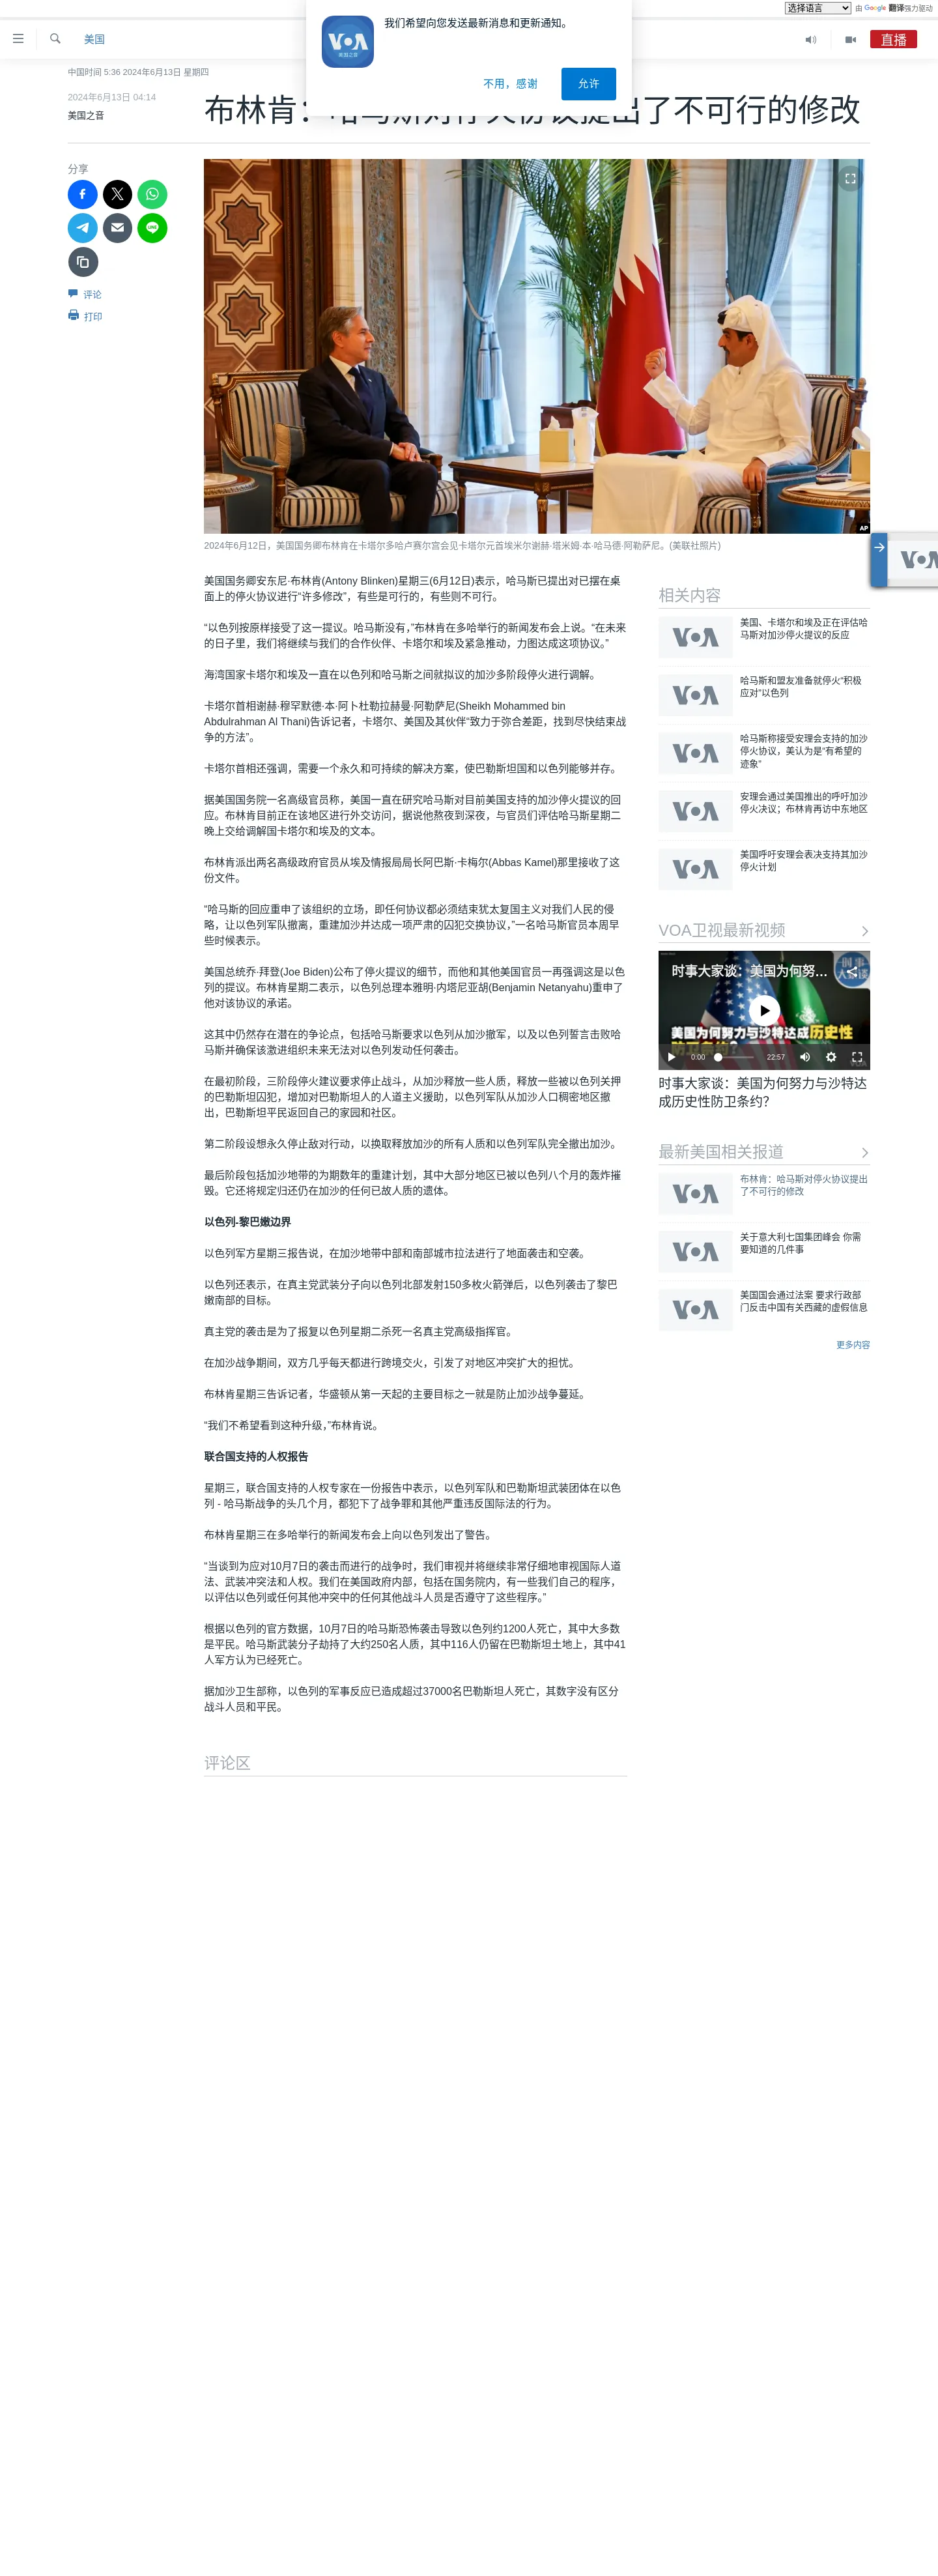 选择语言
由 Google 翻译强力驱动
我们希望向您发送最新消息和更新通知。
不用，感谢
允许
美国
直播
中国时间 5:36 2024年6月13日 星期四
2024年6月13日 04:14
美国之音
布林肯：哈马斯对停火协议提出了不可行的修改
分享
评论
打印
AP
2024年6月12日，美国国务卿布林肯在卡塔尔多哈卢赛尔宫会见卡塔尔元首埃米尔谢赫·塔米姆·本·哈马德·阿勒萨尼。(美联社照片)
美国国务卿安东尼·布林肯(Antony Blinken)星期三(6月12日)表示，哈马斯已提出对已摆在桌
面上的停火协议进行“许多修改”，有些是可行的，有些则不可行。
“以色列按原样接受了这一提议。哈马斯没有，”布林肯在多哈举行的新闻发布会上说。“在未来
的日子里，我们将继续与我们的合作伙伴、卡塔尔和埃及紧急推动，力图达成这项协议。”
海湾国家卡塔尔和埃及一直在以色列和哈马斯之间就拟议的加沙多阶段停火进行调解。
卡塔尔首相谢赫·穆罕默德·本·阿卜杜勒拉赫曼·阿勒萨尼(Sheikh Mohammed bin
Abdulrahman Al Thani)告诉记者，卡塔尔、美国及其伙伴“致力于弥合差距，找到尽快结束战
争的方法”。
卡塔尔首相还强调，需要一个永久和可持续的解决方案，使巴勒斯坦国和以色列能够并存。
据美国国务院一名高级官员称，美国一直在研究哈马斯对目前美国支持的加沙停火提议的回
应。布林肯目前正在该地区进行外交访问，据说他熬夜到深夜，与官员们评估哈马斯星期二
晚上交给调解国卡塔尔和埃及的文本。
布林肯派出两名高级政府官员从埃及情报局局长阿巴斯·卡梅尔(Abbas Kamel)那里接收了这
份文件。
“哈马斯的回应重申了该组织的立场，即任何协议都必须结束犹太复国主义对我们人民的侵
略，让以色列军队撤离，重建加沙并达成一项严肃的囚犯交换协议，”一名哈马斯官员本周早
些时候表示。
美国总统乔·拜登(Joe Biden)公布了停火提议的细节，而他和其他美国官员一再强调这是以色
列的提议。布林肯星期二表示，以色列总理本雅明·内塔尼亚胡(Benjamin Netanyahu)重申了
他对该协议的承诺。
这其中仍然存在潜在的争论点，包括哈马斯要求以色列从加沙撤军，以及以色列誓言击败哈
马斯并确保该激进组织未来无法对以色列发动任何袭击。
在最初阶段，三阶段停火建议要求停止战斗，从加沙释放一些人质，释放一些被以色列关押
的巴勒斯坦囚犯，增加对巴勒斯坦人的人道主义援助，以色列军队从加沙人口稠密地区撤
出，巴勒斯坦平民返回自己的家园和社区。
第二阶段设想永久停止敌对行动，以换取释放加沙的所有人质和以色列军队完全撤出加沙。
最后阶段包括加沙地带的为期数年的重建计划，其中大部分地区已被以色列八个月的轰炸摧
毁。它还将规定归还仍在加沙的任何已故人质的遗体。
以色列-黎巴嫩边界
以色列军方星期三报告说，在加沙地带中部和南部城市拉法进行了地面袭击和空袭。
以色列还表示，在真主党武装分子向以色列北部发射150多枚火箭弹后，以色列袭击了黎巴
嫩南部的目标。
真主党的袭击是为了报复以色列星期二杀死一名真主党高级指挥官。
在加沙战争期间，双方几乎每天都进行跨境交火，引发了对地区冲突扩大的担忧。
布林肯星期三告诉记者，华盛顿从第一天起的主要目标之一就是防止加沙战争蔓延。
“我们不希望看到这种升级，”布林肯说。
联合国支持的人权报告
星期三，联合国支持的人权专家在一份报告中表示，以色列军队和巴勒斯坦武装团体在以色
列 - 哈马斯战争的头几个月，都犯下了战争罪和其他严重违反国际法的行为。
布林肯星期三在多哈举行的新闻发布会上向以色列发出了警告。
“当谈到为应对10月7日的袭击而进行的战争时，我们审视并将继续非常仔细地审视国际人道
法、武装冲突法和人权。我们在美国政府内部，包括在国务院内，有一些我们自己的程序，
以评估以色列或任何其他冲突中的任何其他战斗人员是否遵守了这些程序。”
根据以色列的官方数据，10月7日的哈马斯恐怖袭击导致以色列约1200人死亡，其中大多数
是平民。哈马斯武装分子劫持了大约250名人质，其中116人仍留在巴勒斯坦土地上，其中41
人军方认为已经死亡。
据加沙卫生部称，以色列的军事反应已造成超过37000名巴勒斯坦人死亡，其数字没有区分
战斗人员和平民。
评论区
相关内容
美国、卡塔尔和埃及正在评估哈
马斯对加沙停火提议的反应
哈马斯和盟友准备就停火“积极
应对”以色列
哈马斯称接受安理会支持的加沙
停火协议，美认为是“有希望的
迹象”
安理会通过美国推出的呼吁加沙
停火决议；布林肯再访中东地区
美国呼吁安理会表决支持其加沙
停火计划
VOA卫视最新视频
时事大家谈：美国为何努...
美国为何努力与沙特达成历史性
防卫条约？
0:00
22:57
时事大家谈：美国为何努力与沙特达
成历史性防卫条约？
最新美国相关报道
布林肯：哈马斯对停火协议提出
了不可行的修改
关于意大利七国集团峰会 你需
要知道的几件事
美国国会通过法案 要求行政部
门反击中国有关西藏的虚假信息
更多内容